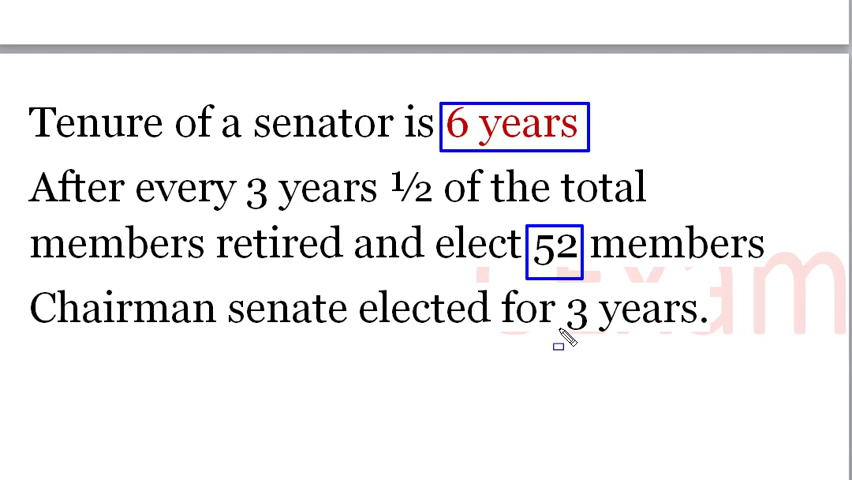 Tenure of a senator is 6 years
After every 3 years ½ of the total
members retired and elect 52 members
Chairman senate elected for 3 years.